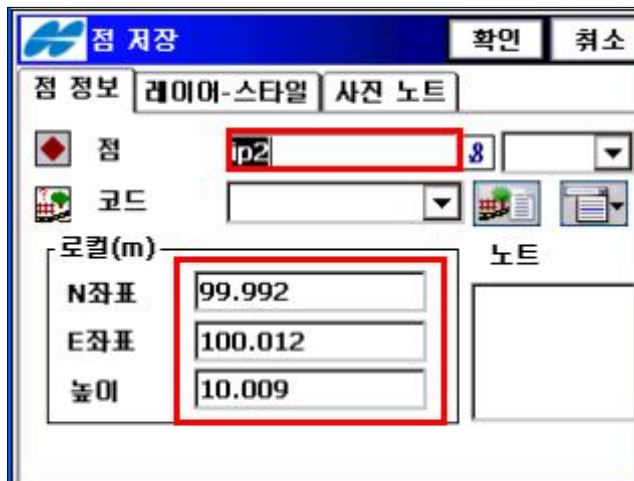 점 저장 확인 취소
점 정보 레이어-스타일 사진 노트
점 ip2
코드
로컬(m) 노트
N좌표 99.992
E좌표 100.012
높이 10.009